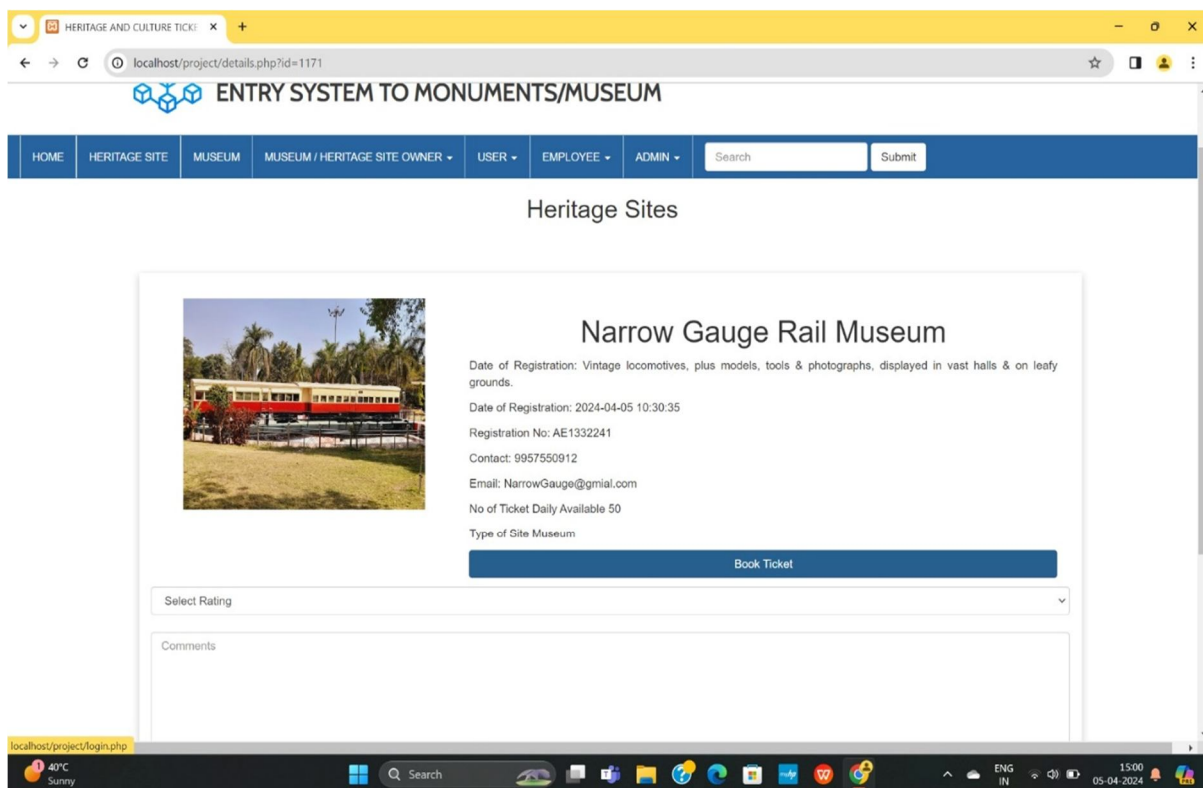 HERITAGE AND CULTURE TICKE
localhost/project/details.php?id=1171
ENTRY SYSTEM TO MONUMENTS/MUSEUM
HOME HERITAGE SITE MUSEUM MUSEUM / HERITAGE SITE OWNER USER EMPLOYEE ADMIN Search Submit
Heritage Sites
Narrow Gauge Rail Museum
Date of Registration: Vintage locomotives, plus models, tools & photographs, displayed in vast halls & on leafy
grounds.
Date of Registration: 2024-04-05 10:30:35
Registration No: AE1332241
Contact: 9957550912
Email: NarrowGauge@gmial.com
No of Ticket Daily Available 50
Type of Site Museum
Book Ticket
Select Rating
Comments
localhost/project/login.php
1 40°C
Sunny
Search
ENG
IN
15:00
05-04-2024